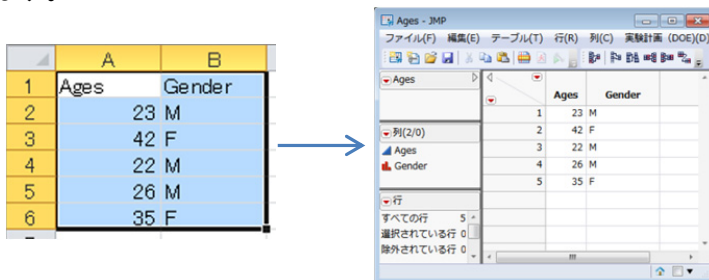 A B
1 Ages Gender
2 23 M
3 42 F
4 22 M
5 26 M
6 35 F
Ages - JMP
ファイル(F) 編集(E) テーブル(T) 行(R) 列(C) 実験計画 (DOE)(D)
Ages
Ages Gender
1 23 M
2 42 F
3 22 M
4 26 M
5 35 F
列(2/0)
Ages
Gender
行
すべての行 5
選択されている行 0
除外されている行 0